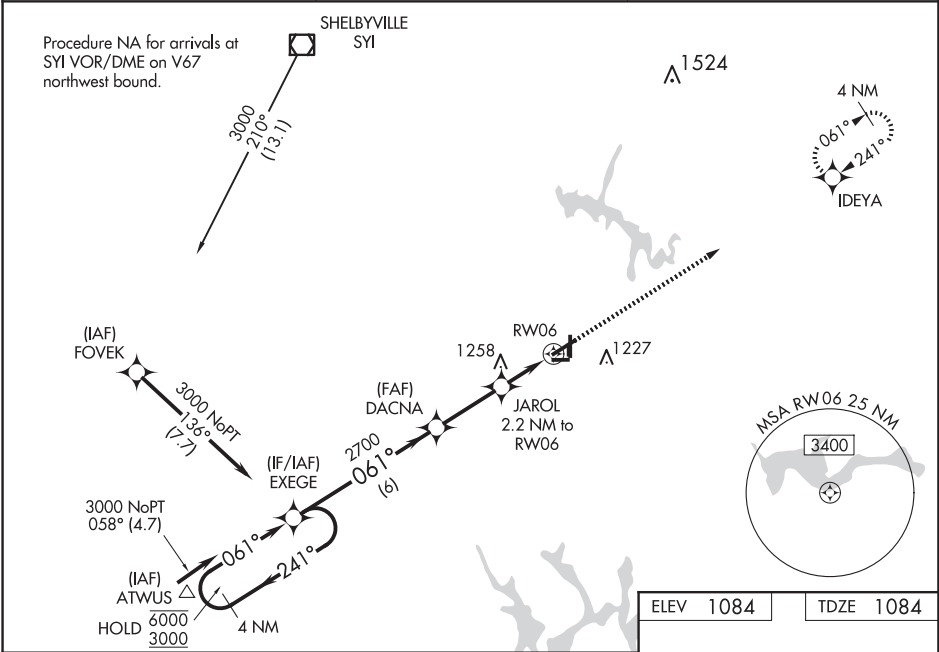 SHELBYVILLE
SYI
Procedure NA for arrivals at
SYI VOR/DME on V67
northwest bound.
1524
3000
210°
(13.1)
4 NM
061°
241°
IDEYA
(IAF)
FOVEK
3000 NoPT
136°
(7.7)
RW06
1258
1227
(FAF)
DACNA
JAROL
2.2 NM to
RW06
2700
061°
(6)
(IF/IAF)
EXEGE
MSA RW06 25 NM
3400
3000 NoPT
058° (4.7)
061°
241°
(IAF)
ATWUS
HOLD 6000
3000
4 NM
ELEV 1084
TDZE 1084